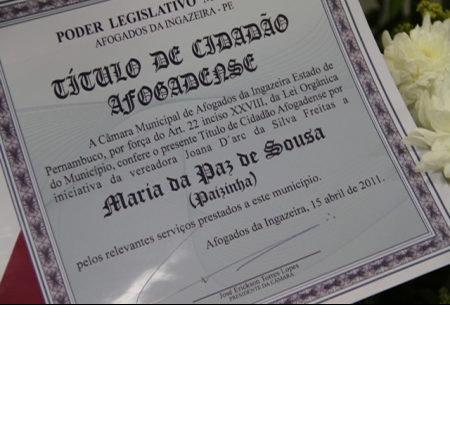 PODER LEGISLATIVO
AFOGADOS DA INGAZEIRA - PE
TÍTULO DE CIDADÃO
AFOGADENSE
A Câmara Municipal de Afogados da Ingazeira Estado de
Pernambuco, por força do Art. 22 inciso XXVIII, da Lei Orgânica
do Município, confere o presente Título de Cidadão Afogadense por
iniciativa da vereadora Joana D'arc da Silva Freitas a
Maria da Paz de Sousa
(Paizinha)
pelos relevantes serviços prestados a este município.
Afogados da Ingazeira, 15 abril de 2011.
José Erickson Torres Lopes
PRESIDENTE DA CÂMARA